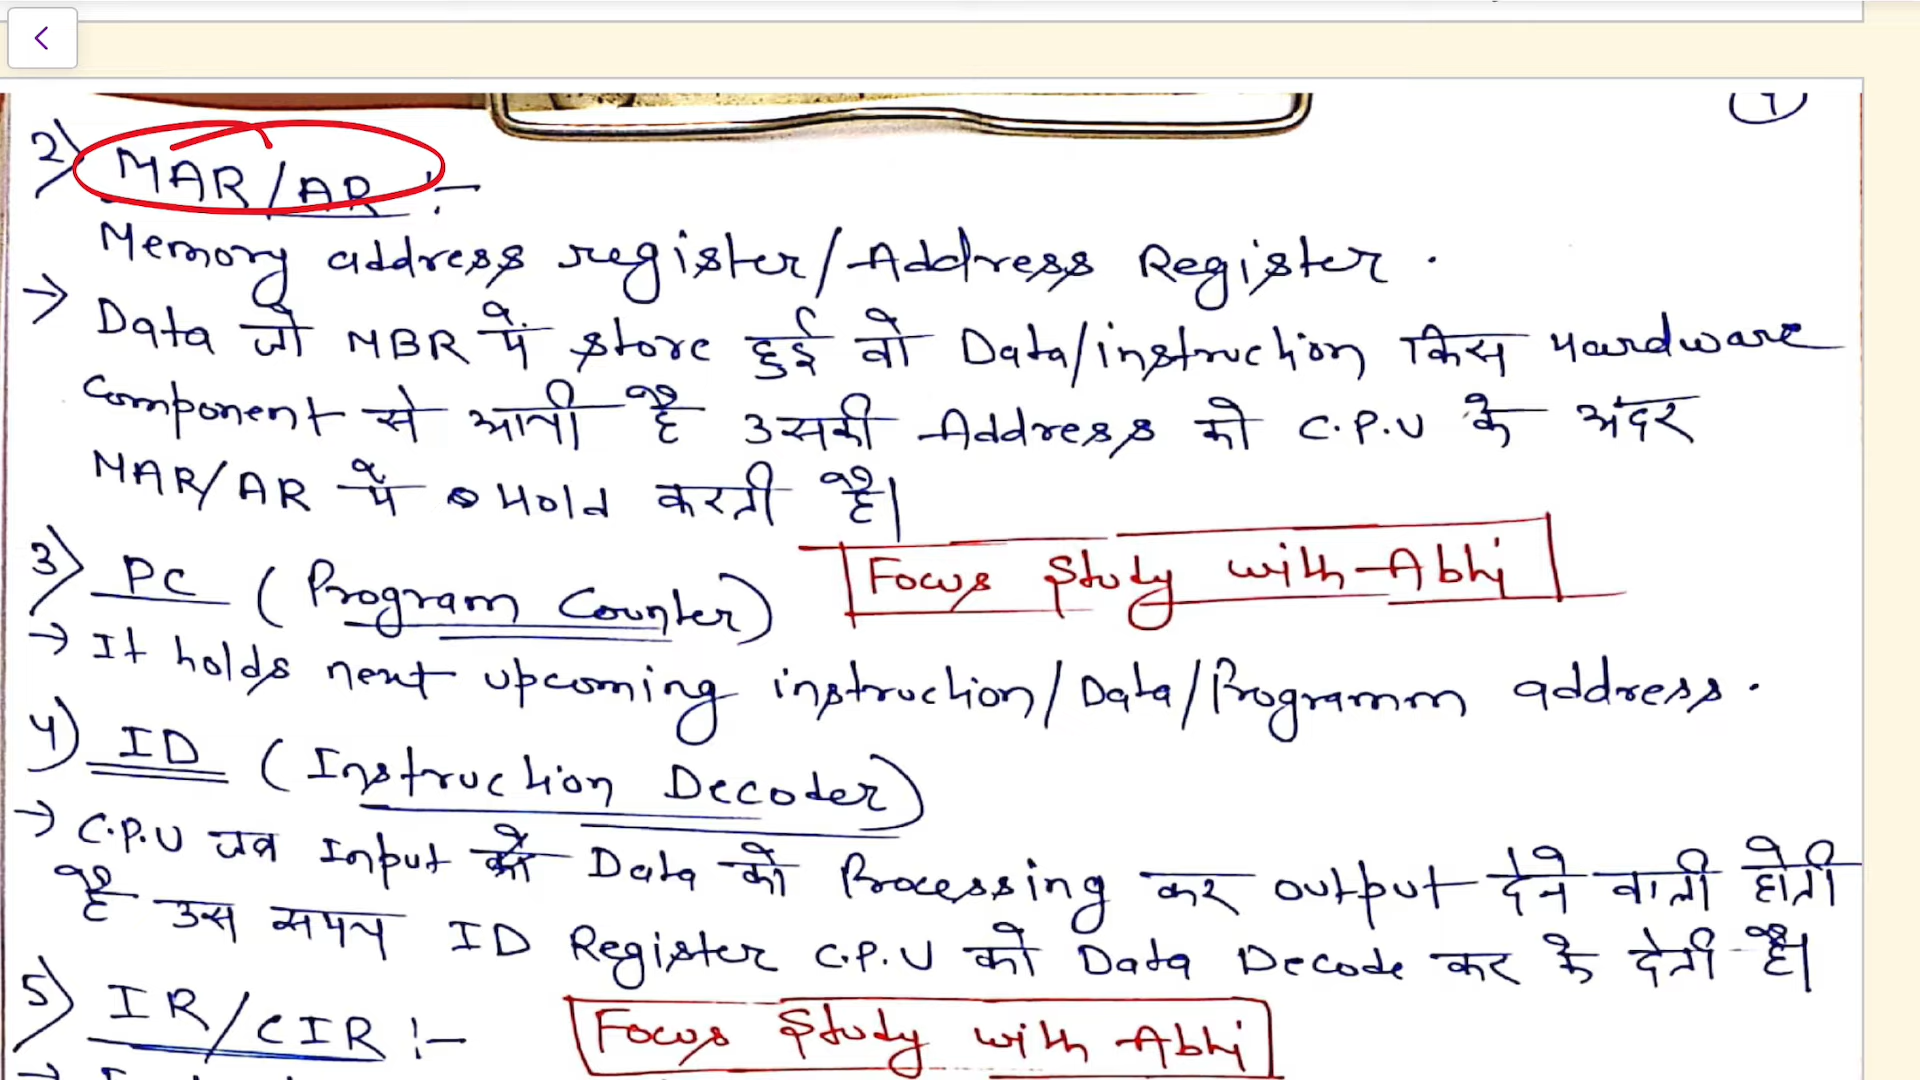 1
2) MAR/AR :-
Memory address register/Address Register.
→ Data जो MBR में store हुई वो Data/instruction किस Hardware
Component से आती है उसकी Address को C.P.U के अंदर
MAR/AR में Hold करती है।
3) PC (Program Counter)
Focus Study with Abhi
→ It holds next upcoming instruction/Data/Programm address.
4) ID (Instruction Decoder)
→ C.P.U जब Input के Data को Processing कर output देने वाली होती
है उस समय ID Register C.P.U को Data Decode कर के देती है।
5) IR/CIR :-
Focus Study with Abhi